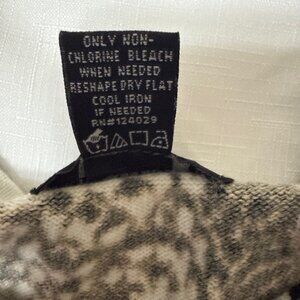 ONLY NON-
CHLORINE BLEACH
WHEN NEEDED
RESHAPE DRY FLAT
COOL IRON
IF NEEDED
RN#124029